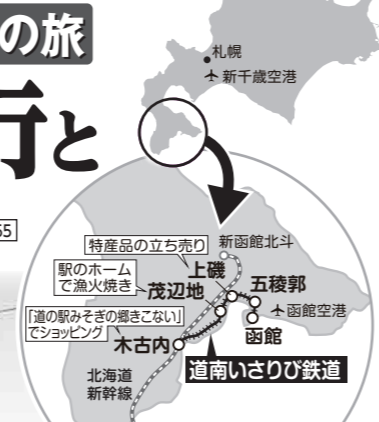 の旅
行と
55
札幌
新千歳空港
特産品の立ち売り
新函館北斗
駅のホーム
で漁火焼き
上磯
茂辺地
五稜郭
函館空港
「道の駅みそぎの郷きこない」
でショッピング
函館
木古内
道南いさりび鉄道
北海道
新幹線